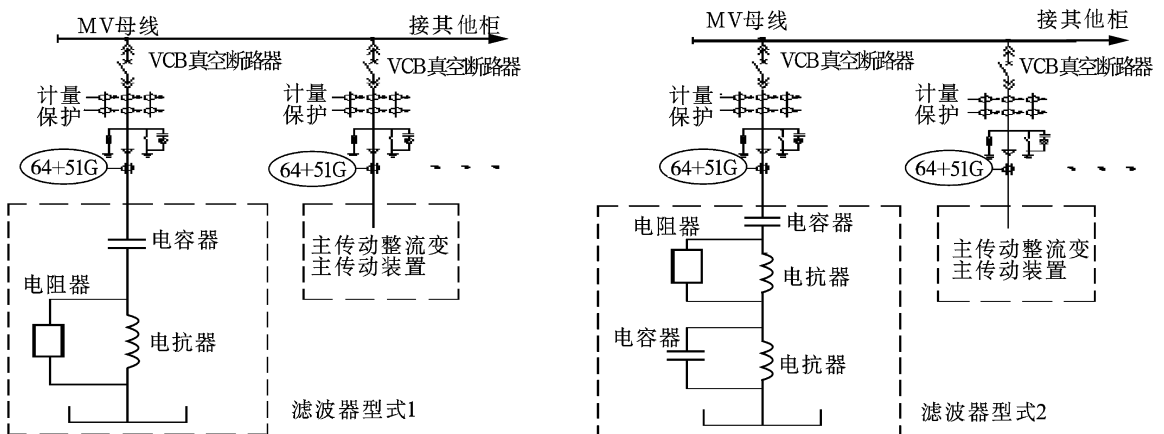 MV母线
接其他柜
VCB真空断路器
VCB真空断路器
计量
保护
计量
保护
64+51G
64+51G
电容器
主传动整流变
主传动装置
电阻器
电抗器
滤波器型式1
MV母线
接其他柜
VCB真空断路器
VCB真空断路器
计量
保护
计量
保护
64+51G
64+51G
电容器
电阻器
主传动整流变
主传动装置
电抗器
电容器
电抗器
滤波器型式2